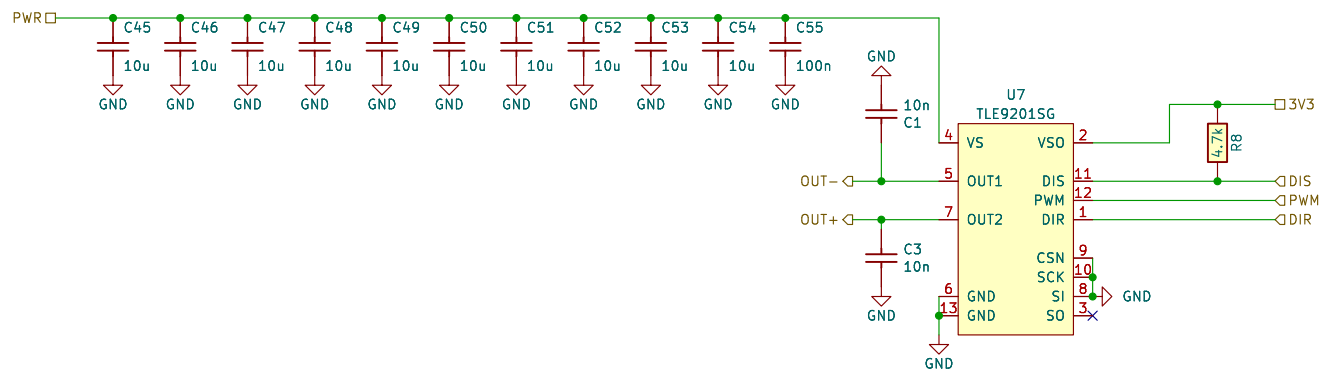 PWR
C45 C46 C47 C48 C49 C50 C51 C52 C53 C54 C55
10u 10u 10u 10u 10u 10u 10u 10u 10u 10u 100n
GND GND GND GND GND GND GND GND GND GND GND
GND
10n
C1
U7
TLE9201SG
3V3
4.7k
R8
4 VS VSO 2
OUT- 5 OUT1 DIS 11 DIS
PWM 12 PWM
OUT+ 7 OUT2 DIR 1 DIR
C3
10n
GND
CSN 9
SCK 10
6 GND SI 8 GND
13 GND SO 3
GND